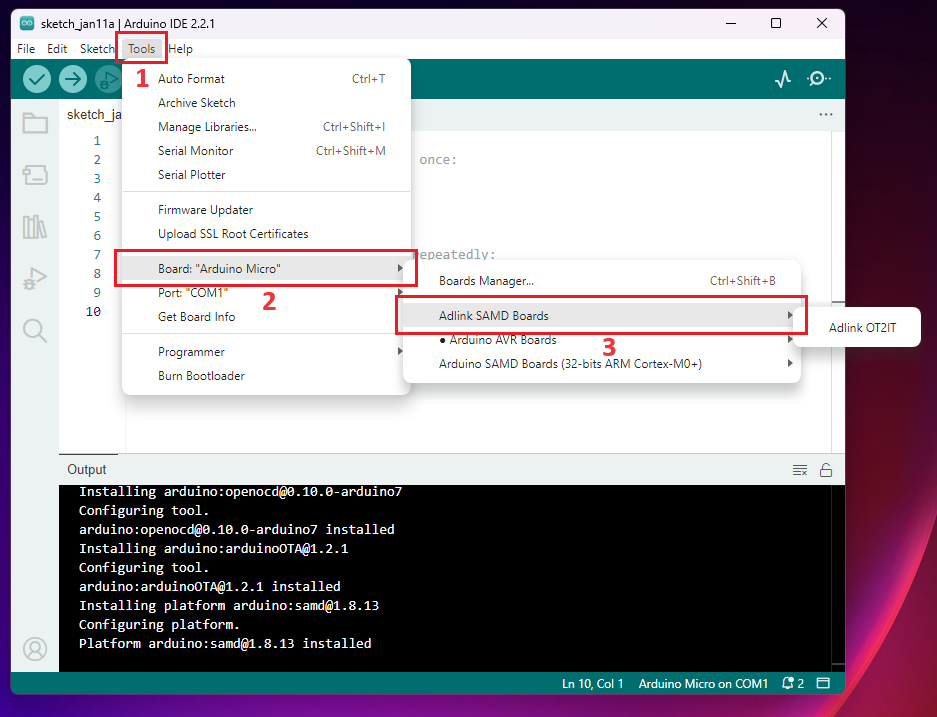 sketch_jan11a | Arduino IDE 2.2.1
File Edit Sketch Tools Help
1
Auto Format Ctrl+T
Archive Sketch
Manage Libraries... Ctrl+Shift+I
Serial Monitor Ctrl+Shift+M
Serial Plotter
Firmware Updater
Upload SSL Root Certificates
Board: "Arduino Micro"
Port: "COM1"
2
Get Board Info
Programmer
Burn Bootloader
Boards Manager... Ctrl+Shift+B
Adlink SAMD Boards
Arduino AVR Boards
3
Arduino SAMD Boards (32-bits ARM Cortex-M0+)
Adlink OT2IT
sketch_ja
...
1
2 once:
3
4
5
6
7 repeatedly:
8
9
10
Output
Installing arduino:openocd@0.10.0-arduino7
Configuring tool.
arduino:openocd@0.10.0-arduino7 installed
Installing arduino:arduinoOTA@1.2.1
Configuring tool.
arduino:arduinoOTA@1.2.1 installed
Installing platform arduino:samd@1.8.13
Configuring platform.
Platform arduino:samd@1.8.13 installed
Ln 10, Col 1 Arduino Micro on COM1 2